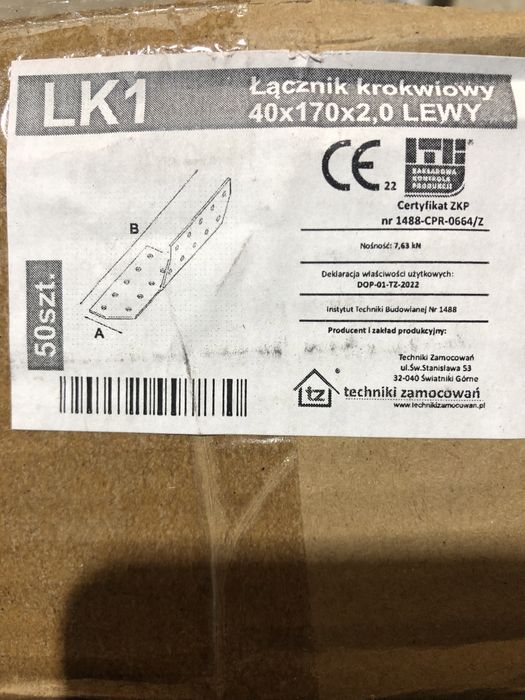 LK1
Łącznik krokwiowy
40x170x2,0 LEWY
CE 22
ITB ®
ZAKŁADOWA
KONTROLA
PRODUKCJI
Certyfikat ZKP
nr 1488-CPR-0664/Z
Nośność: 7,63 kN
Deklaracja właściwości użytkowych:
DOP-01-TZ-2022
Instytut Techniki Budowlanej Nr 1488
Producent i zakład produkcyjny:
Techniki Zamocowań
ul.Św.Stanisława 53
32-040 Świątniki Górne
tz ® techniki zamocowań
www.technikizamocowan.pl
B
A
50szt.